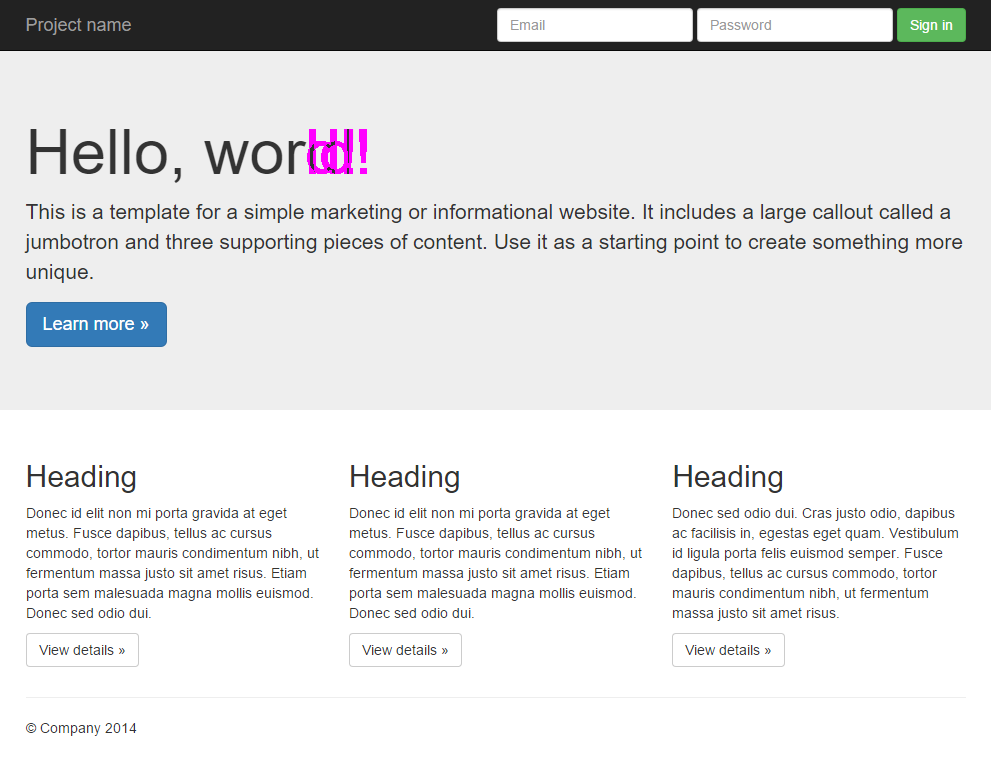 Project name
Email
Password
Sign in
Hello,
This is a template for a simple marketing or informational website. It includes a large callout called a
jumbotron and three supporting pieces of content. Use it as a starting point to create something more
unique.
Learn more »
Heading
Donec id elit non mi porta gravida at eget
metus. Fusce dapibus, tellus ac cursus
commodo, tortor mauris condimentum nibh, ut
fermentum massa justo sit amet risus. Etiam
porta sem malesuada magna mollis euismod.
Donec sed odio dui.
View details »
Heading
Donec id elit non mi porta gravida at eget
metus. Fusce dapibus, tellus ac cursus
commodo, tortor mauris condimentum nibh, ut
fermentum massa justo sit amet risus. Etiam
porta sem malesuada magna mollis euismod.
Donec sed odio dui.
View details »
Heading
Donec sed odio dui. Cras justo odio, dapibus
ac facilisis in, egestas eget quam. Vestibulum
id ligula porta felis euismod semper. Fusce
dapibus, tellus ac cursus commodo, tortor
mauris condimentum nibh, ut fermentum
massa justo sit amet risus.
View details »
© Company 2014